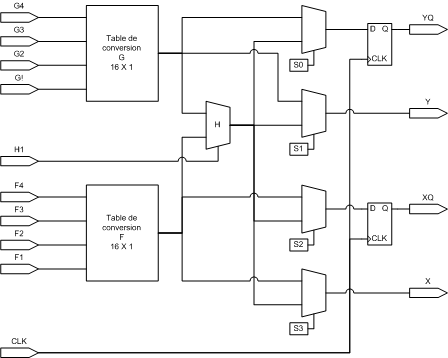 G4
G3
G2
G!
Table de
conversion
G
16 X 1
H1
H
F4
F3
F2
F1
Table de
conversion
F
16 X 1
CLK
S0
S1
S2
S3
D Q
CLK
D Q
CLK
YQ
Y
XQ
X